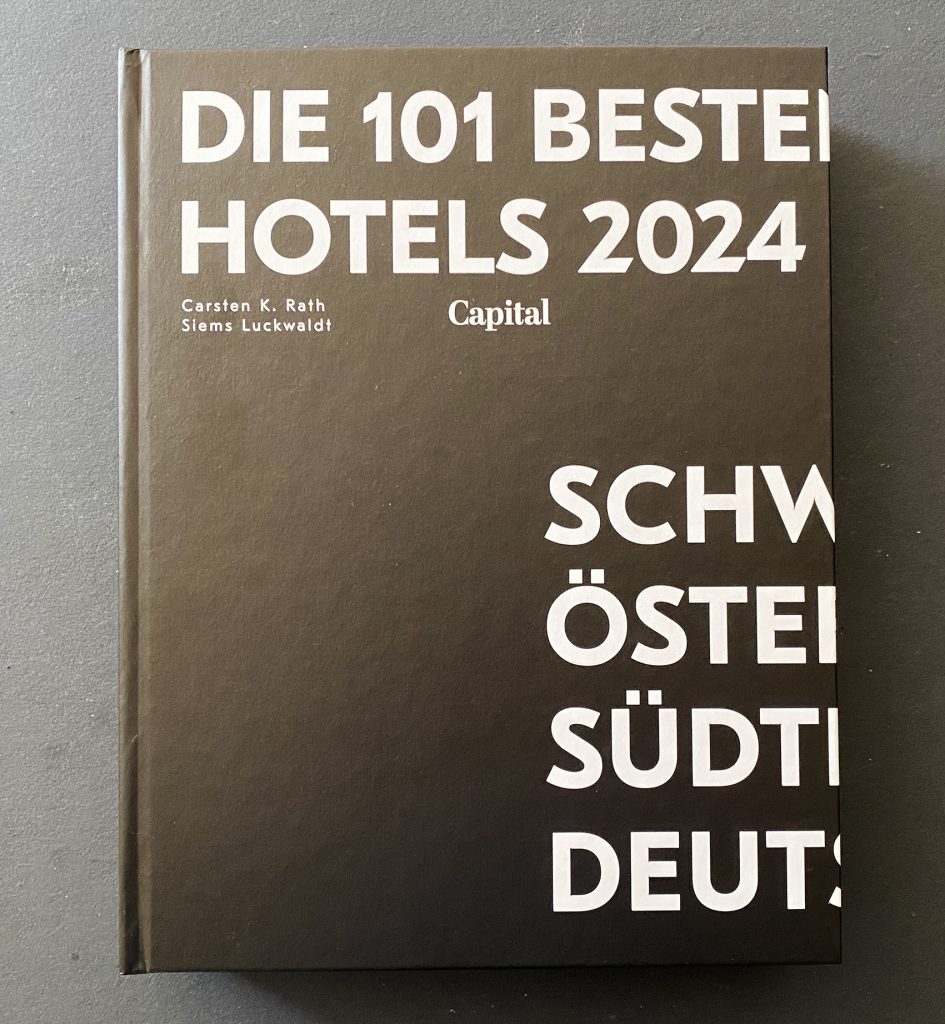 DIE 101 BESTE
HOTELS 2024
Carsten K. Rath
Siems Luckwaldt
Capital
SCHW
ÖSTE
SÜDT
DEUTS